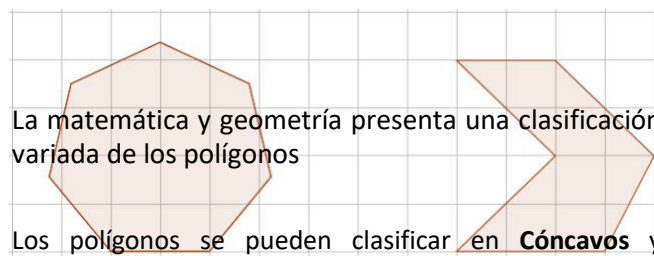 La matemática y geometría presenta una clasificación
variada de los polígonos
Los polígonos se pueden clasificar en Cóncavos y